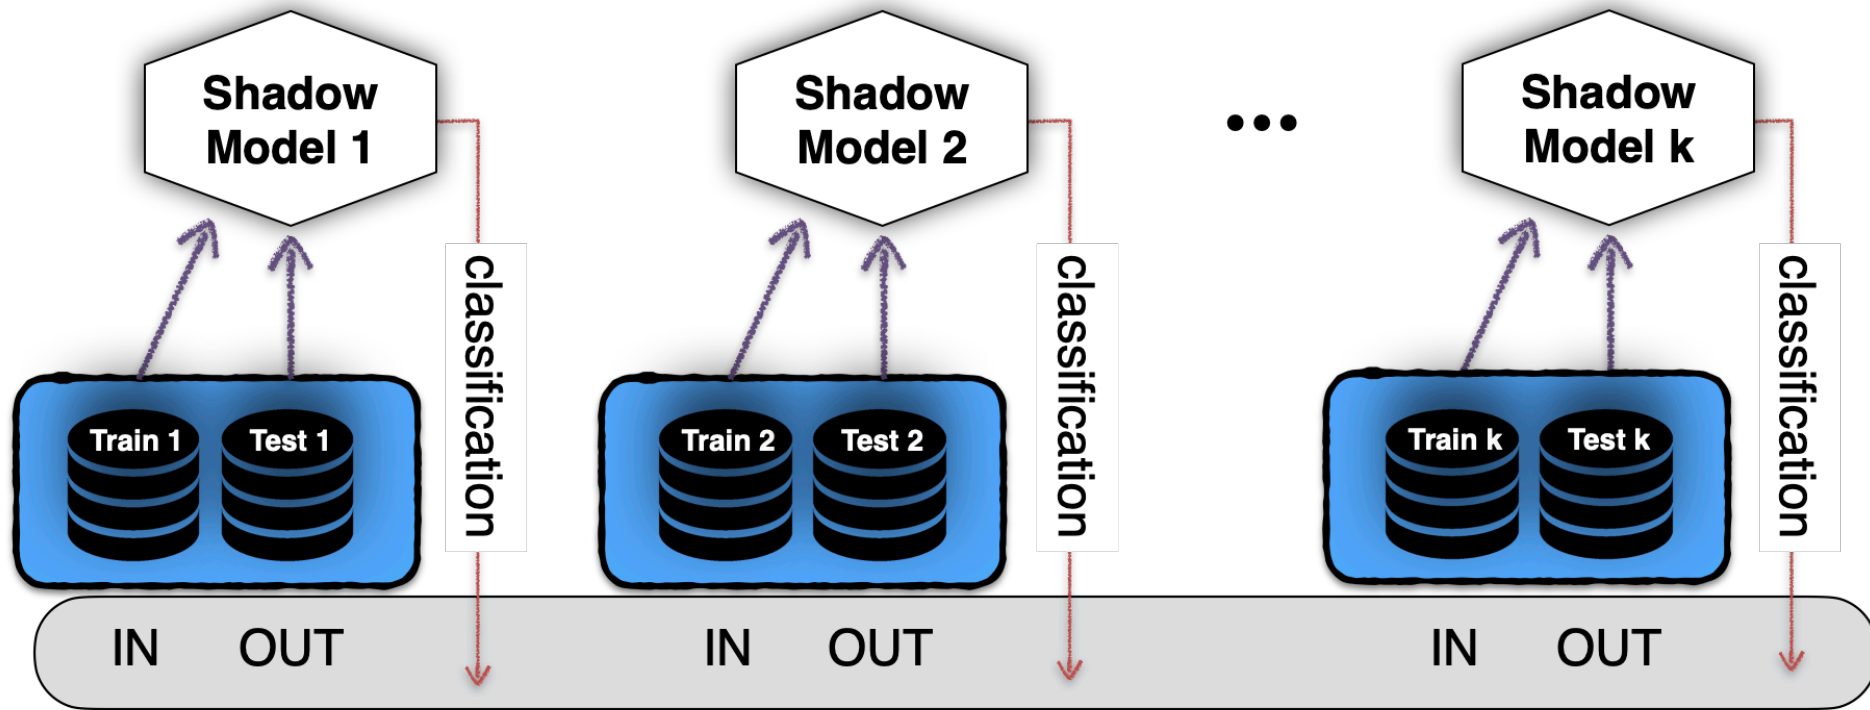 Shadow
Model 1
Shadow
Model 2
...
Shadow
Model k
classification
classification
classification
Train 1
Test 1
Train 2
Test 2
Train k
Test k
IN
OUT
IN
OUT
IN
OUT